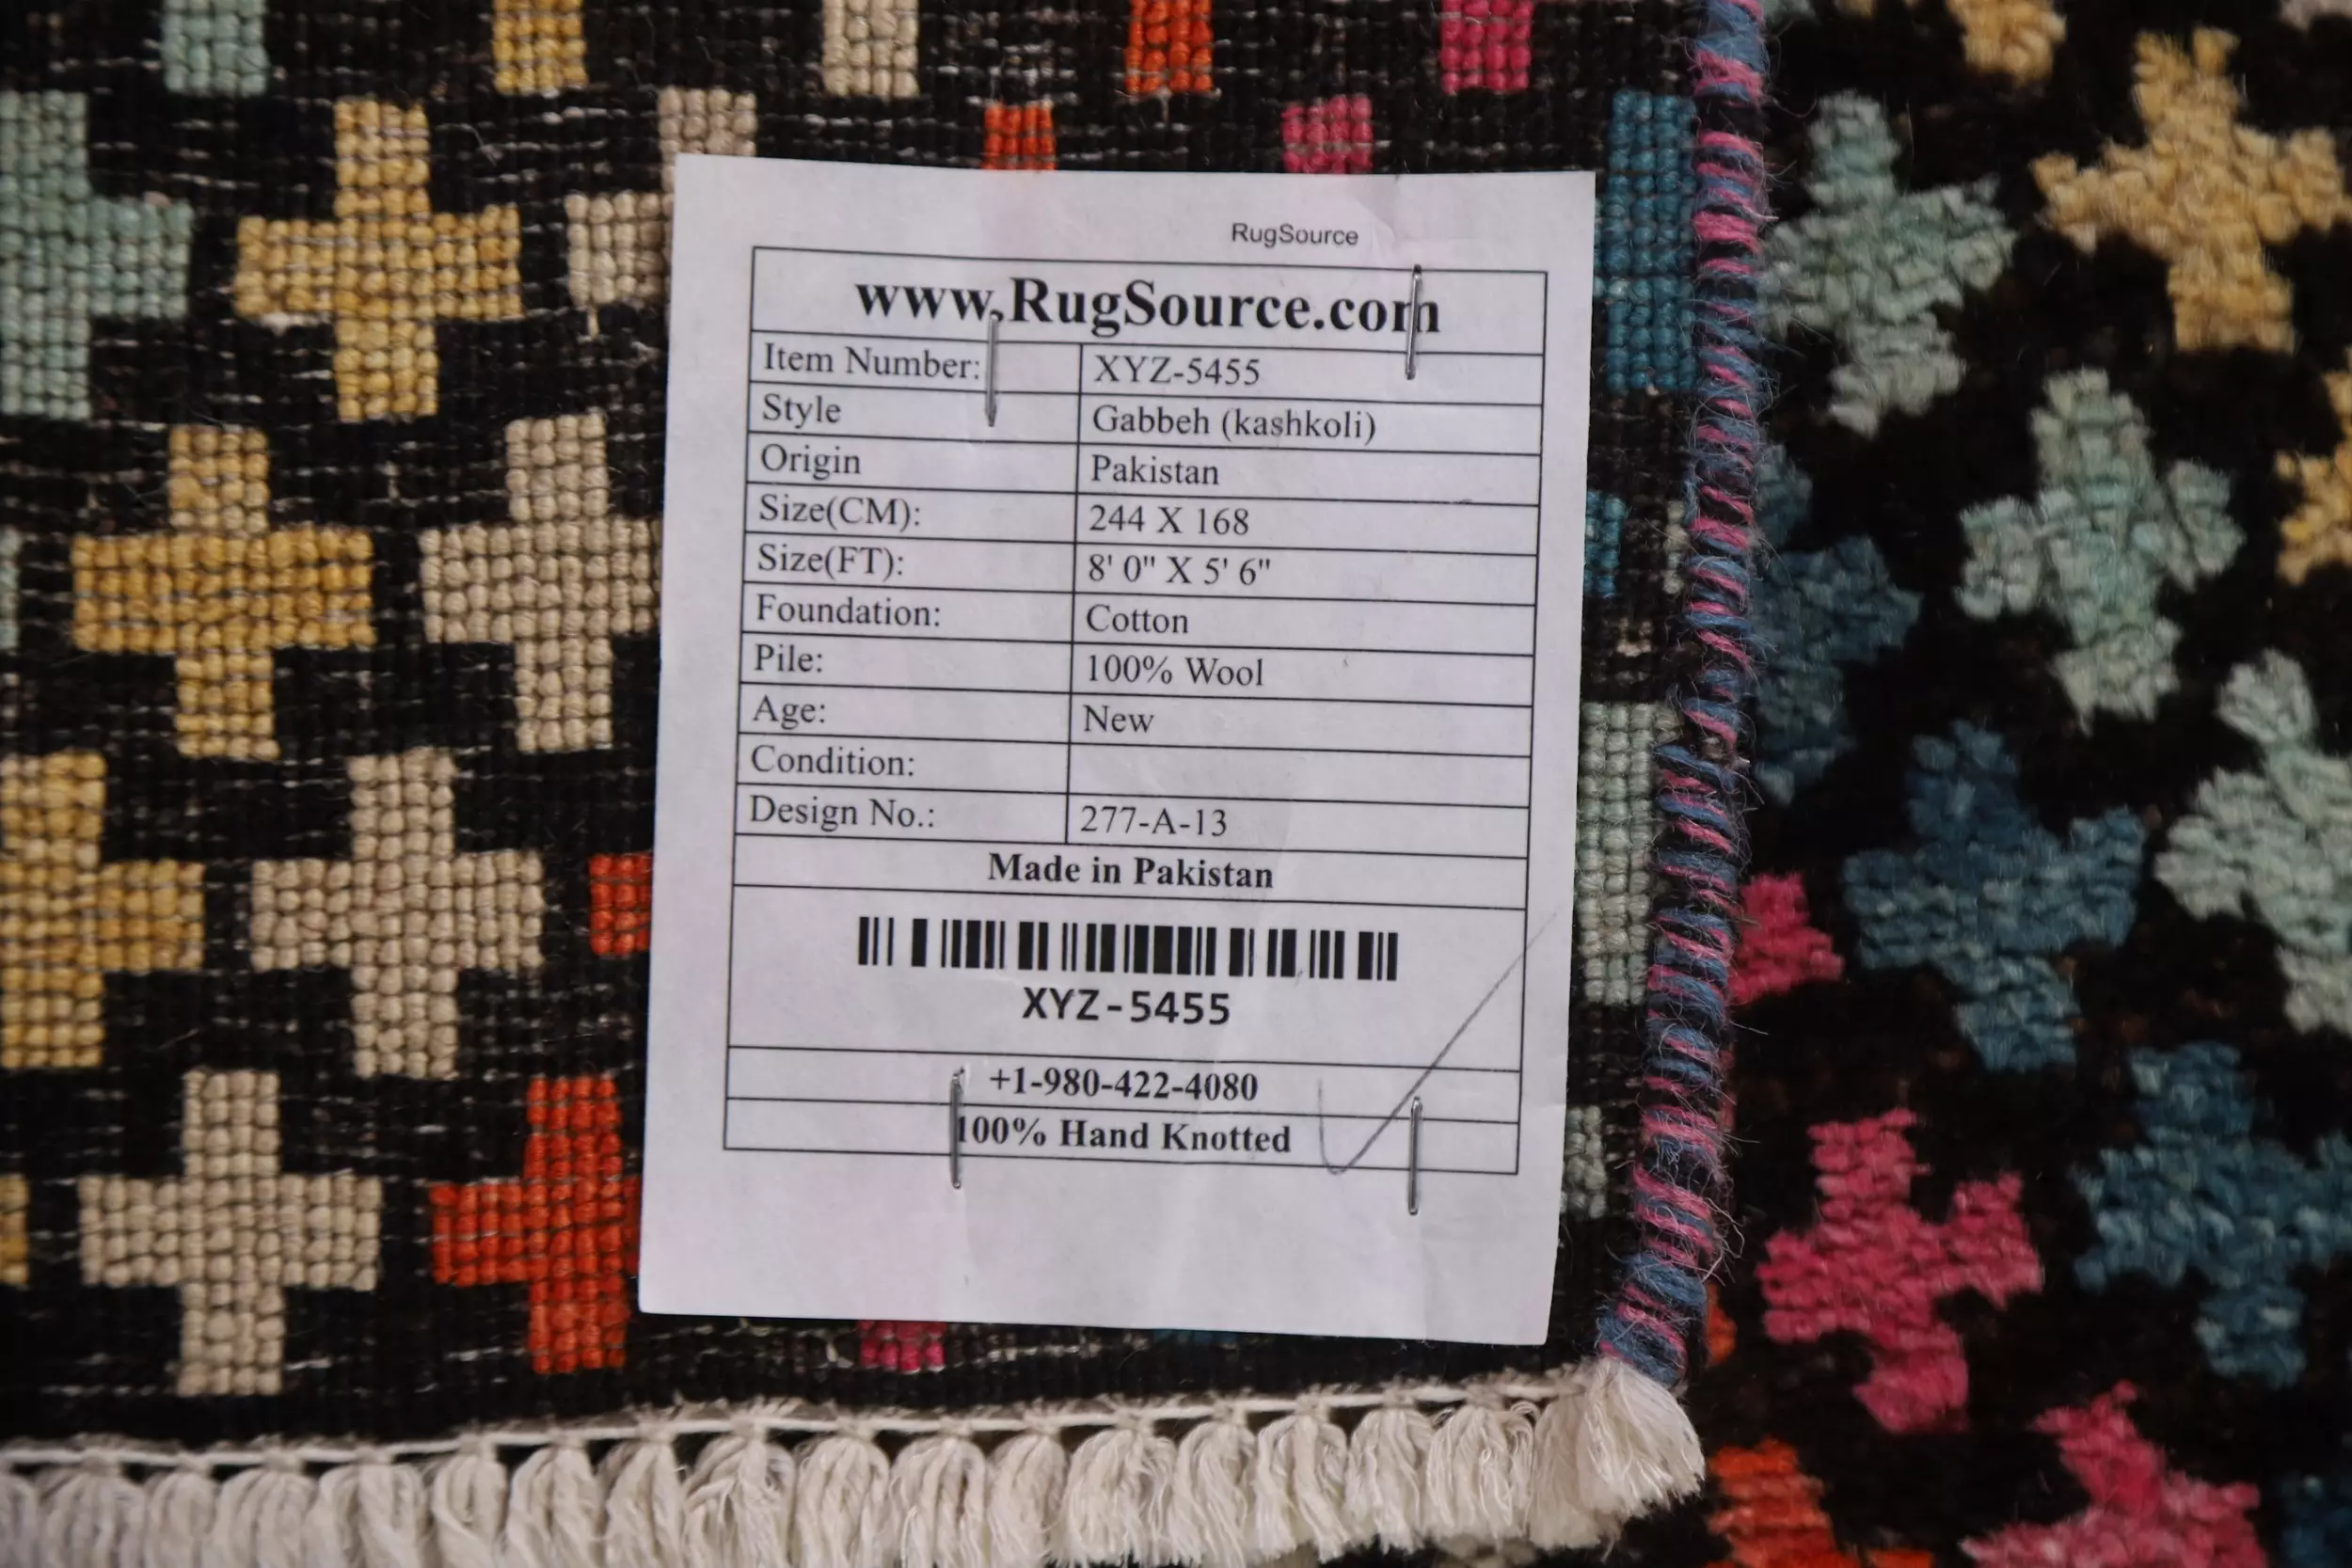 RugSource
www.RugSource.com
Item Number: XYZ-5455
Style Gabbeh (kashkoli)
Origin Pakistan
Size(CM): 244 X 168
Size(FT): 8' 0" X 5' 6"
Foundation: Cotton
Pile: 100% Wool
Age: New
Condition:
Design No.: 277-A-13
Made in Pakistan
XYZ-5455
+1-980-422-4080
100% Hand Knotted